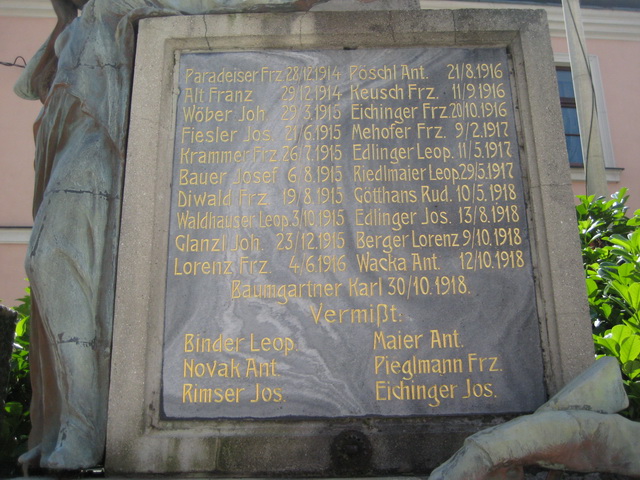 Paradeiser Frz. 28.12.1914 Pöschl Ant. 21/8.1916
Alt Franz 29/12.1914 Keusch Frz. 11/9.1916
Wöber Joh. 29/3.1915 Eichinger Frz. 20/10.1916
Fiesler Jos. 21/6.1915 Mehofer Frz. 9/2.1917
Krammer Frz. 26/7.1915 Edlinger Leop. 11/5.1917
Bauer Josef 6/8.1915 Riedlmaier Leop. 29/5.1917
Diwald Frz. 19/8.1915 Götthans Rud. 10/5.1918
Waldhauser Leop. 3/10.1915 Edlinger Jos. 13/8.1918
Glanzl Joh. 23/12.1915 Berger Lorenz 9/10.1918
Lorenz Frz. 4/6.1916 Wacka Ant. 12/10.1918
Baumgartner Karl 30/10.1918.
Vermißt:
Binder Leop. Maier Ant.
Novak Ant. Pieglmann Frz.
Rimser Jos. Eichinger Jos.